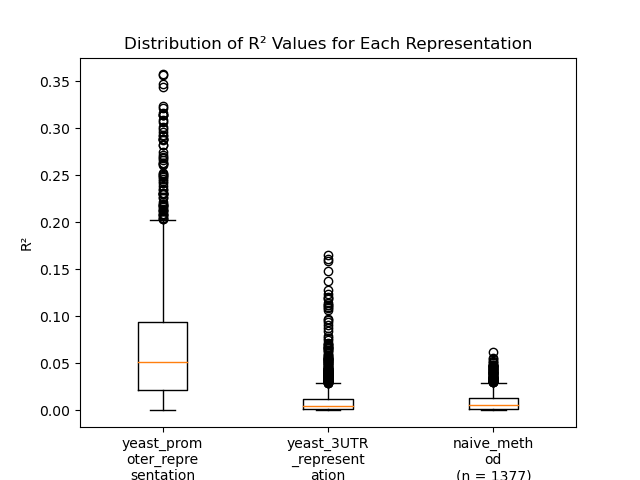 Distribution of R² Values for Each Representation
R²
0.35
0.30
0.25
0.20
0.15
0.10
0.05
0.00
yeast_prom
oter_repre
sentation
yeast_3UTR
_represent
ation
naive_meth
od
(n = 1377)